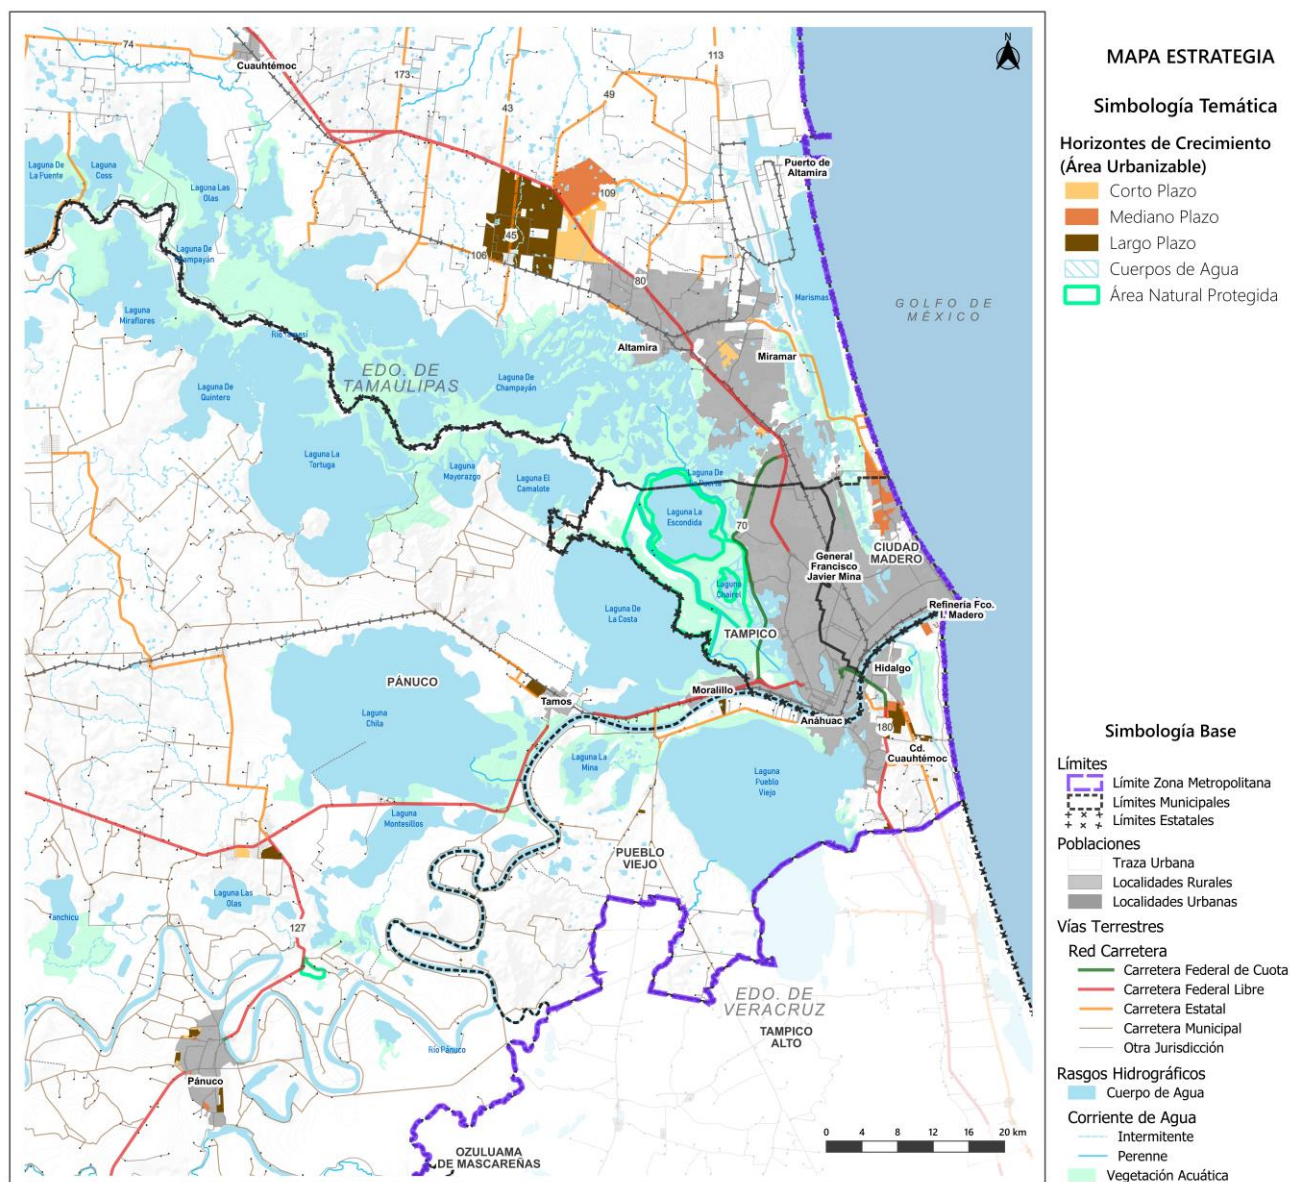 74
Cuauhtémoc
173
43
49
113
N
Puerto de
Altamira
Laguna De
La Fuente
Laguna
Coss
Laguna Las
Olas
Laguna De
Champayán
109
45
106
80
Marismas
GOLFO DE
MÉXICO
Laguna
Miraflores
Altamira
Miramar
EDO. DE
TAMAULIPAS
Laguna De
Quintero
Laguna De
Champayán
Laguna La
Tortuga
Laguna
Mayorazgo
Laguna El
Camalote
Laguna De
Laguna La
Escondida
70
General
Francisco
Javier Mina
CIUDAD
MADERO
Laguna
Chairel
Laguna De
La Costa
Refinería Fco.
I. Madero
TAMPICO
Hidalgo
PÁNUCO
Moralillo
Tamos
Anáhuac
Laguna
Chila
180
Cd.
Cuauhtémoc
Laguna La
Mina
Laguna
Pueblo
Viejo
Laguna
Montesillos
PUEBLO
VIEJO
Laguna Las
Olas
127
EDO. DE
VERACRUZ
TAMPICO
ALTO
Río Pánuco
Pánuco
OZULUAMA
DE MASCAREÑAS
0 4 8 12 16 20 km
MAPA ESTRATEGIA
Simbología Temática
Horizontes de Crecimiento
(Área Urbanizable)
Corto Plazo
Mediano Plazo
Largo Plazo
Cuerpos de Agua
Área Natural Protegida
Simbología Base
Límites
Límite Zona Metropolitana
Límites Municipales
Límites Estatales
Poblaciones
Traza Urbana
Localidades Rurales
Localidades Urbanas
Vías Terrestres
Red Carretera
Carretera Federal de Cuota
Carretera Federal Libre
Carretera Estatal
Carretera Municipal
Otra Jurisdicción
Rasgos Hidrográficos
Cuerpo de Agua
Corriente de Agua
Intermitente
Perenne
Vegetación Acuática